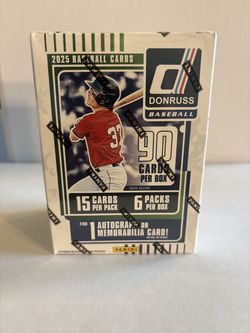 2025 BASEBALL CARDS
DONRUSS
BASEBALL
90
CARDS
PER BOX
15 CARDS
PER PACK
6 PACKS
PER BOX
FIND
1 AUTOGRAPH OR
MEMORABILIA CARD!
PANINI